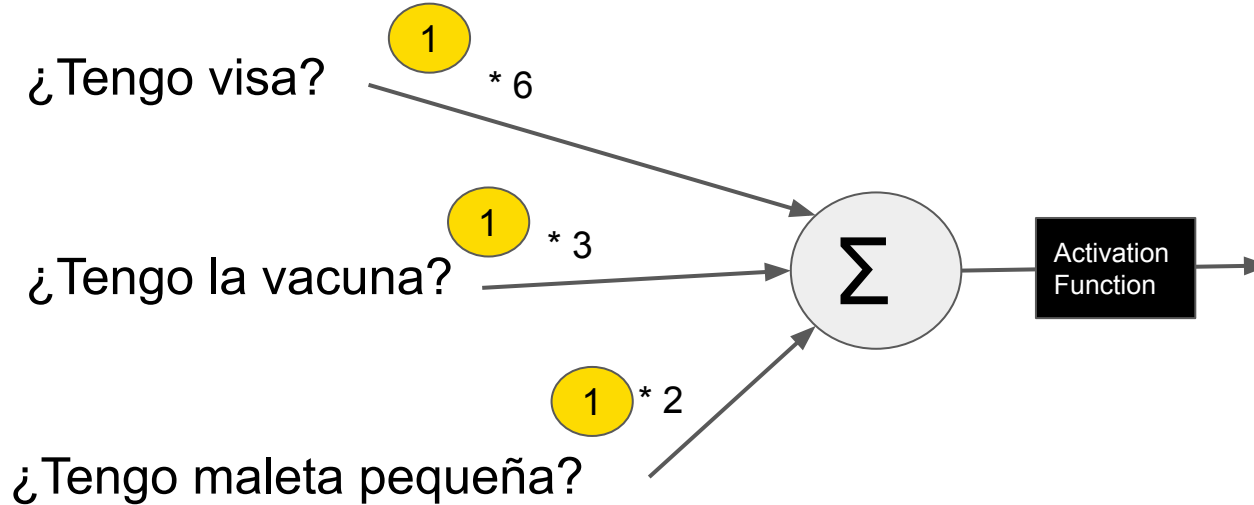 ¿Tengo visa?
1
* 6
¿Tengo la vacuna?
1
* 3
¿Tengo maleta pequeña?
1
* 2
Σ
Activation
Function